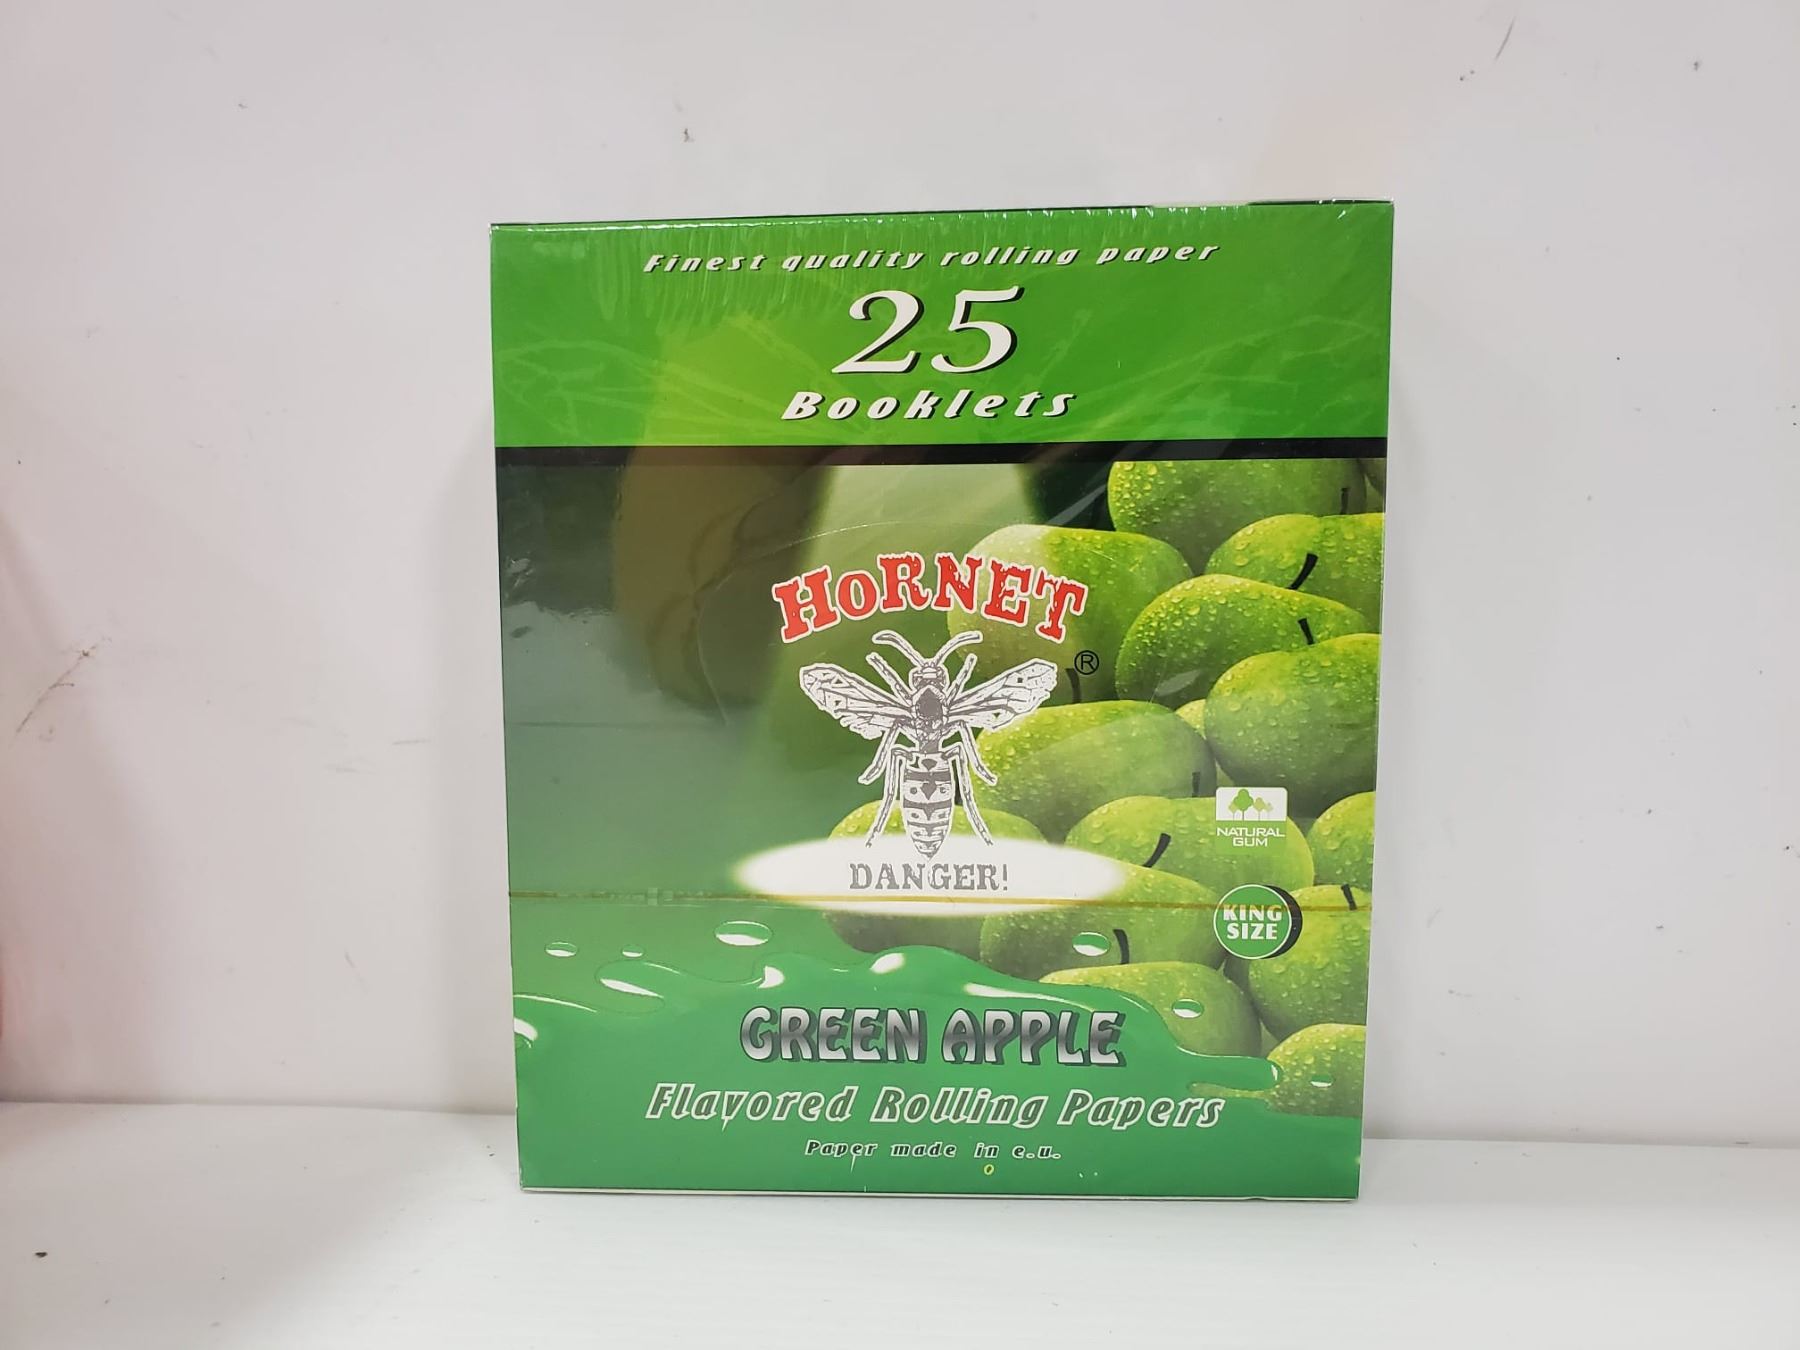 Finest quality rolling paper
25
Booklets
HORNET
®
DANGER!
NATURAL
GUM
KING
SIZE
GREEN APPLE
Flavored Rolling Papers
Paper made in e.u.